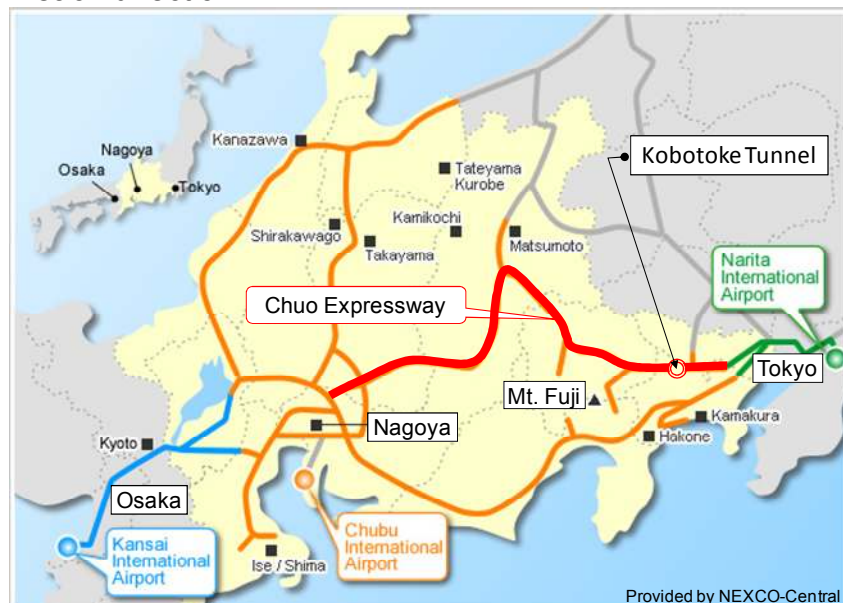 Kanazawa
Nagoya
Osaka
Tokyo
Tateyama
Kurobe
Kobotoke Tunnel
Shirakawago
Kamikochi
Takayama
Matsumoto
Narita
International
Airport
Chuo Expressway
Tokyo
Mt. Fuji
Kamakura
Nagoya
Hakone
Kyoto
Osaka
Chubu
International
Airport
Kansai
International
Airport
Ise / Shima
Provided by NEXCO-Central